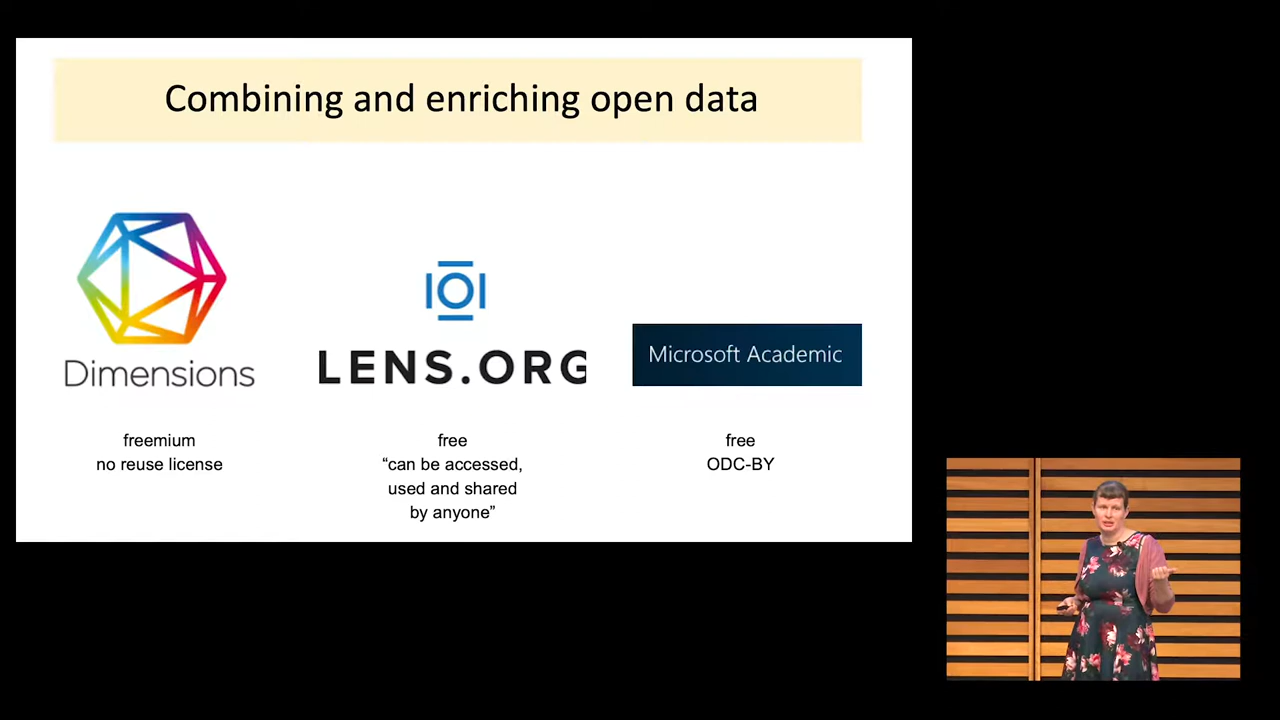 Combining and enriching open data
Dimensions
LENS.ORG
Microsoft Academic
freemium
no reuse license
free
“can be accessed,
used and shared
by anyone”
free
ODC-BY